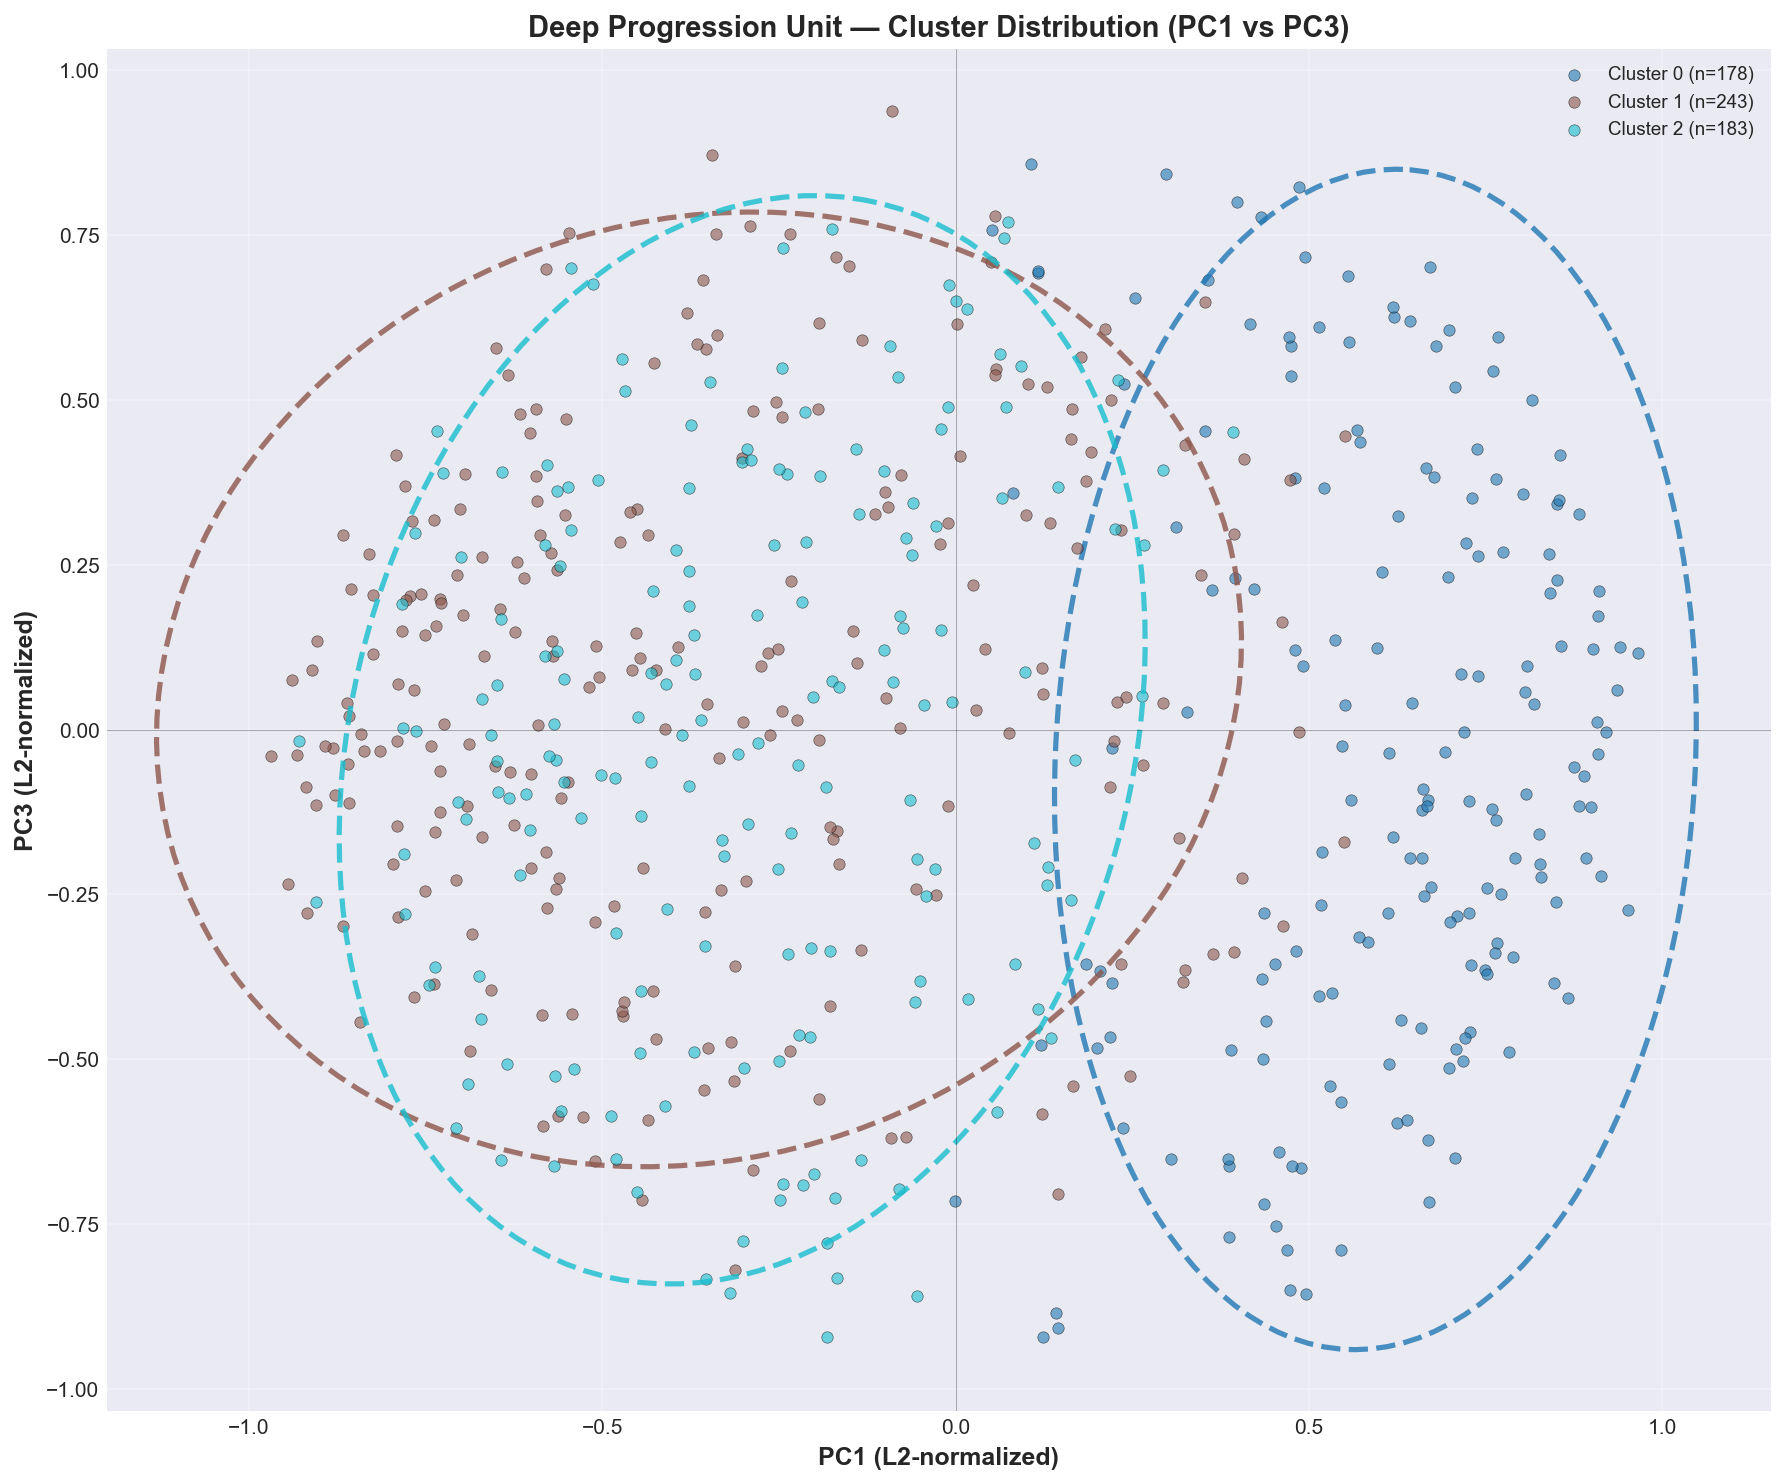 Deep Progression Unit — Cluster Distribution (PC1 vs PC3)
Cluster 0 (n=178)
Cluster 1 (n=243)
Cluster 2 (n=183)
PC3 (L2-normalized)
1.00
0.75
0.50
0.25
0.00
−0.25
−0.50
−0.75
−1.00
−1.0
−0.5
0.0
0.5
1.0
PC1 (L2-normalized)